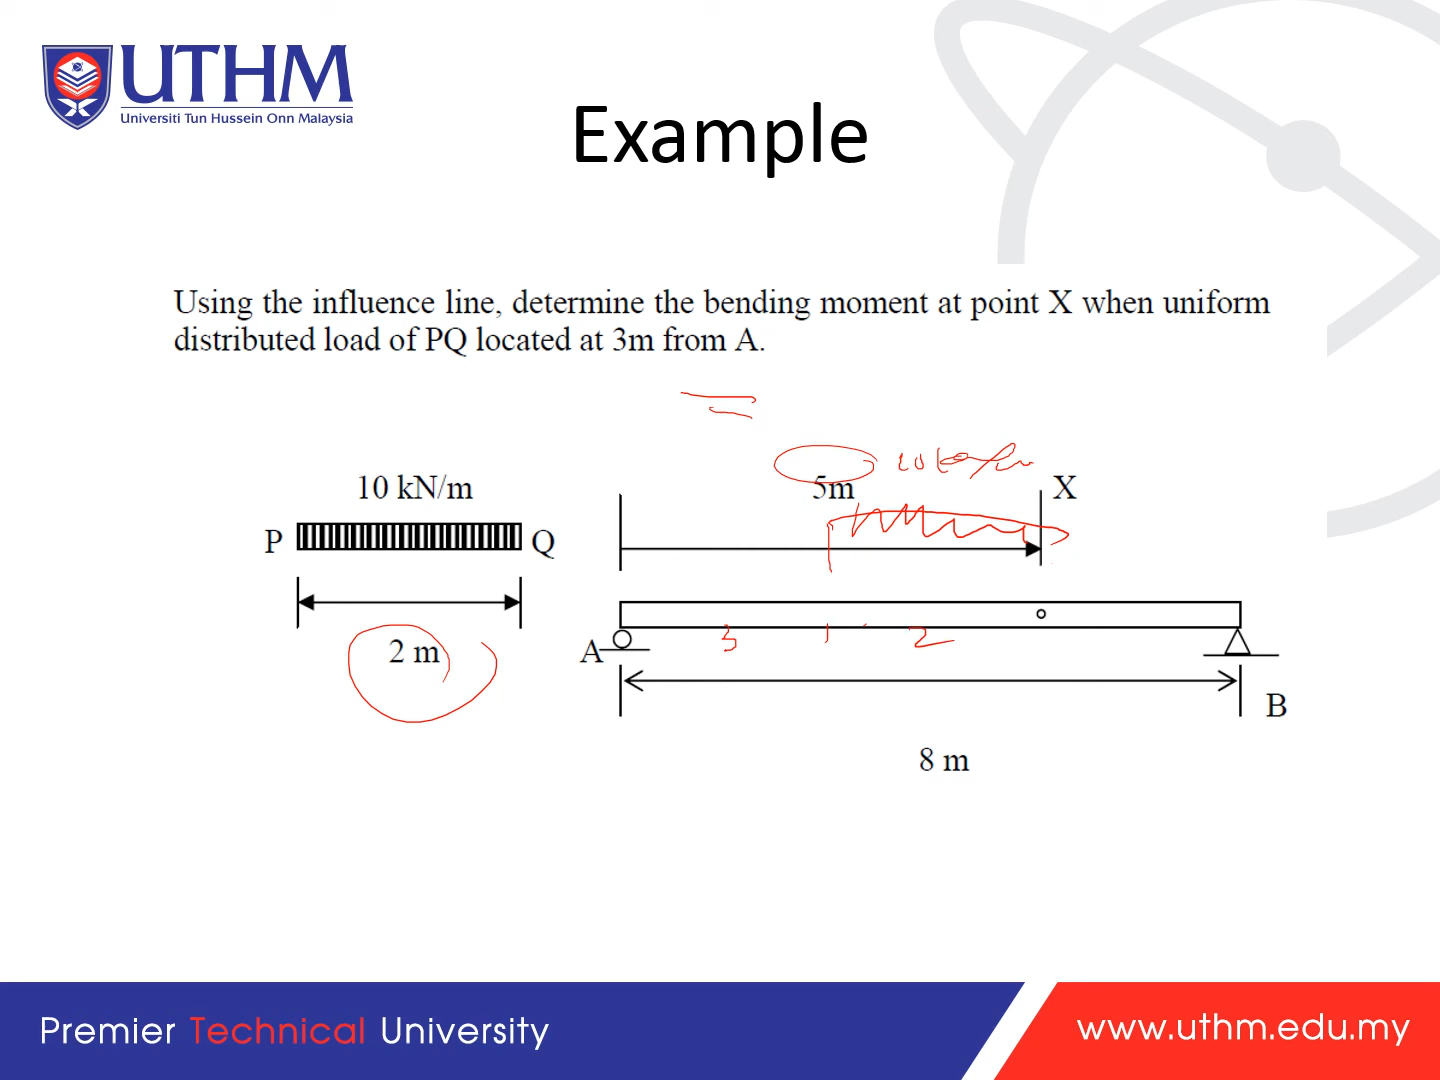 UTHM
Universiti Tun Hussein Onn Malaysia
Example
Using the influence line, determine the bending moment at point X when uniform
distributed load of PQ located at 3m from A.
10 kN/m
5m
X
P
Q
3
2
2 m
A
B
8 m
Premier Technical University
www.uthm.edu.my